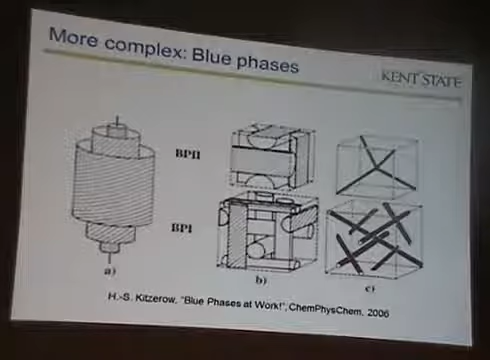 More complex: Blue phases
KENT STATE
BPII
BPI
a)
b)
c)
H.-S. Kitzerow, "Blue Phases at Work!", ChemPhysChem, 2006